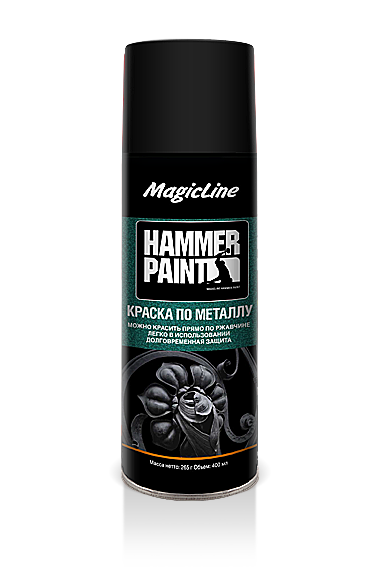 MagicLine
HAMMER
PAINT
КРАСКА ПО МЕТАЛЛУ
МОЖНО КРАСИТЬ ПРЯМО ПО РЖАВЧИНЕ
ЛЕГКО В ИСПОЛЬЗОВАНИИ
ДОЛГОВРЕМЕННАЯ ЗАЩИТА
Масса нетто: 265 г Объем: 400 мл